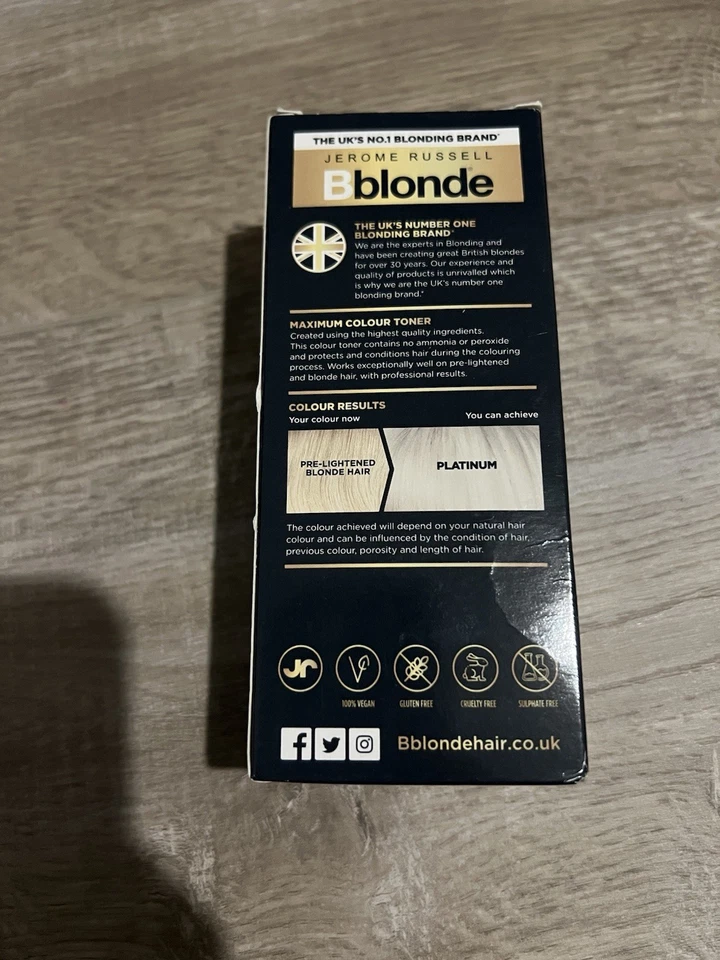 THE UK'S NO.1 BLONDING BRAND*
JEROME RUSSELL
Bblonde
THE UK'S NUMBER ONE
BLONDING BRAND*
We are the experts in Blonding and
have been creating great British blondes
for over 30 years. Our experience and
quality of products is unrivalled which
is why we are the UK's number one
blonding brand.*
MAXIMUM COLOUR TONER
Created using the highest quality ingredients.
This colour toner contains no ammonia or peroxide
and protects and conditions hair during the colouring
process. Works exceptionally well on pre-lightened
and blonde hair, with professional results.
COLOUR RESULTS
Your colour now
You can achieve
PRE-LIGHTENED
BLONDE HAIR
PLATINUM
The colour achieved will depend on your natural hair
colour and can be influenced by the condition of hair,
previous colour, porosity and length of hair.
jr
100% VEGAN
GLUTEN FREE
CRUELTY FREE
SULPHATE FREE
Bblondehair.co.uk